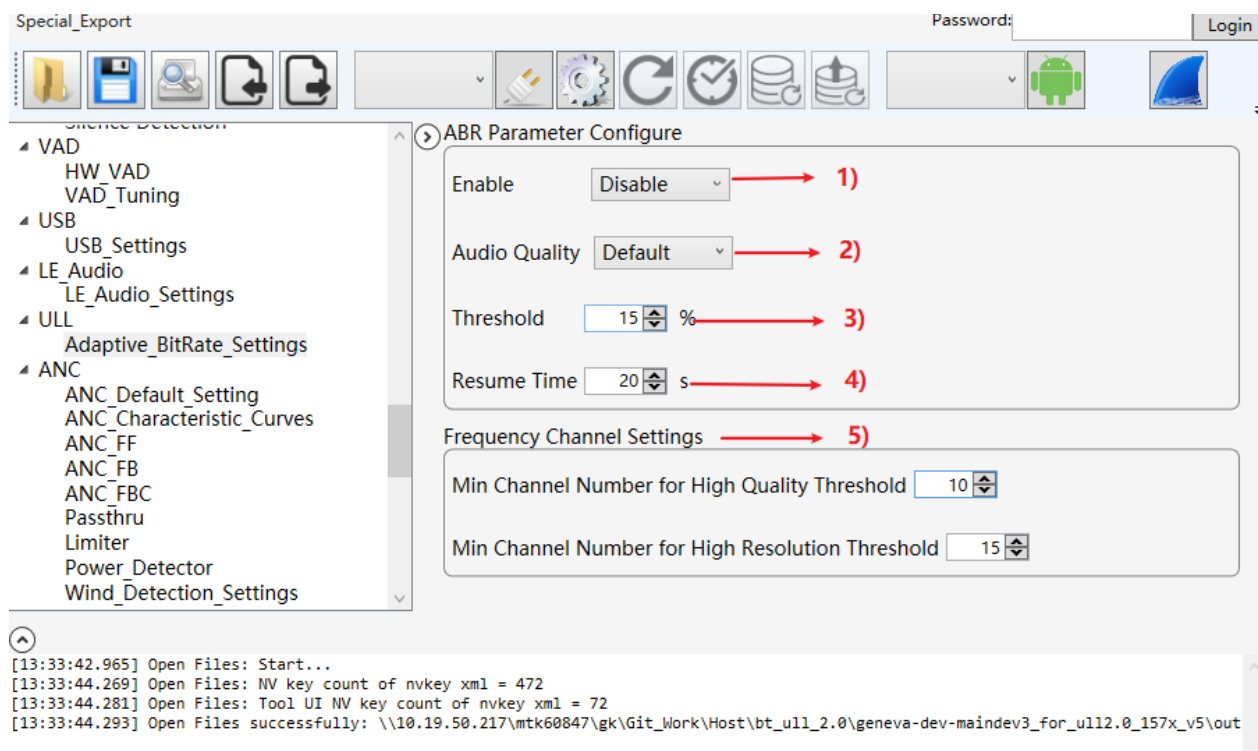 Special_Export
Password:
Login
Silence Detection
VAD
HW_VAD
VAD_Tuning
USB
USB_Settings
LE_Audio
LE_Audio_Settings
ULL
Adaptive_BitRate_Settings
ANC
ANC_Default_Setting
ANC_Characteristic_Curves
ANC_FF
ANC_FB
ANC_FBC
Passthru
Limiter
Power_Detector
Wind_Detection_Settings
ABR Parameter Configure
Enable Disable 1)
Audio Quality Default 2)
Threshold 15 % 3)
Resume Time 20 s 4)
Frequency Channel Settings 5)
Min Channel Number for High Quality Threshold 10
Min Channel Number for High Resolution Threshold 15
[13:33:42.965] Open Files: Start...
[13:33:44.269] Open Files: NV key count of nvkey xml = 472
[13:33:44.281] Open Files: Tool UI NV key count of nvkey xml = 72
[13:33:44.293] Open Files successfully: \\10.19.50.217\mtk60847\gk\Git_Work\Host\bt_ull_2.0\geneva-dev-maindev3_for_ull2.0_157x_v5\out